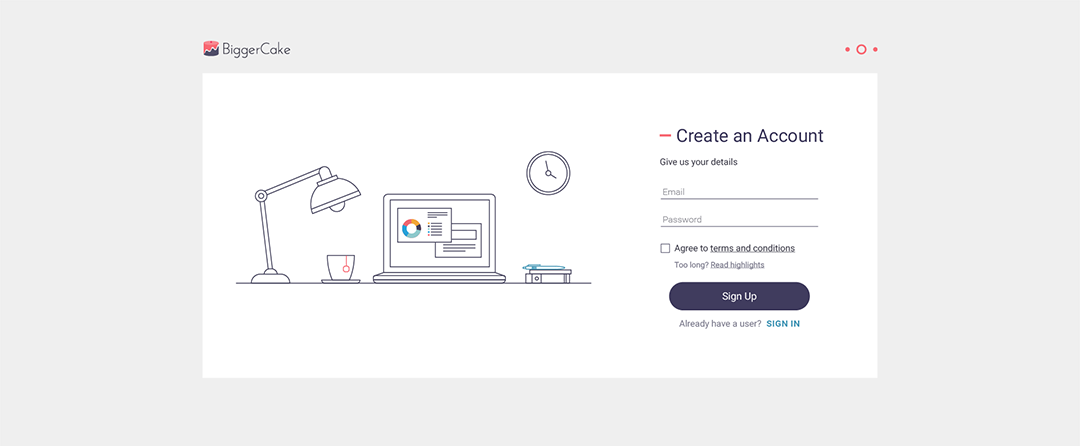 BiggerCake
Create an Account
Give us your details
Email
Password
Agree to terms and conditions
Too long? Read highlights
Sign Up
Already have a user? SIGN IN